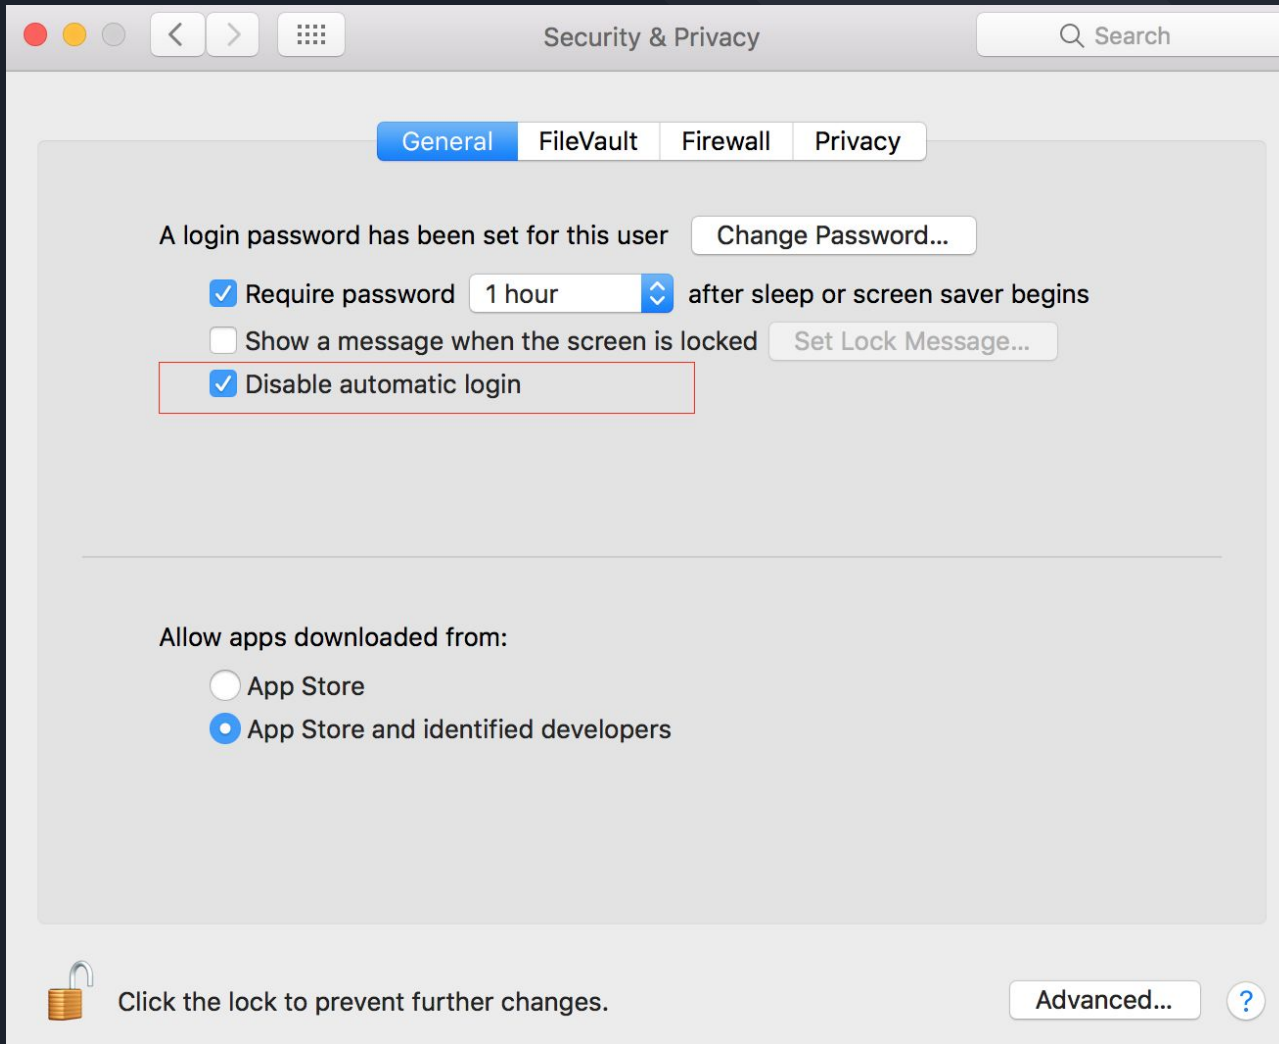 Security & Privacy
Search
General FileVault Firewall Privacy
A login password has been set for this user Change Password...
Require password 1 hour after sleep or screen saver begins
Show a message when the screen is locked Set Lock Message...
Disable automatic login
Allow apps downloaded from:
App Store
App Store and identified developers
Click the lock to prevent further changes. Advanced... ?